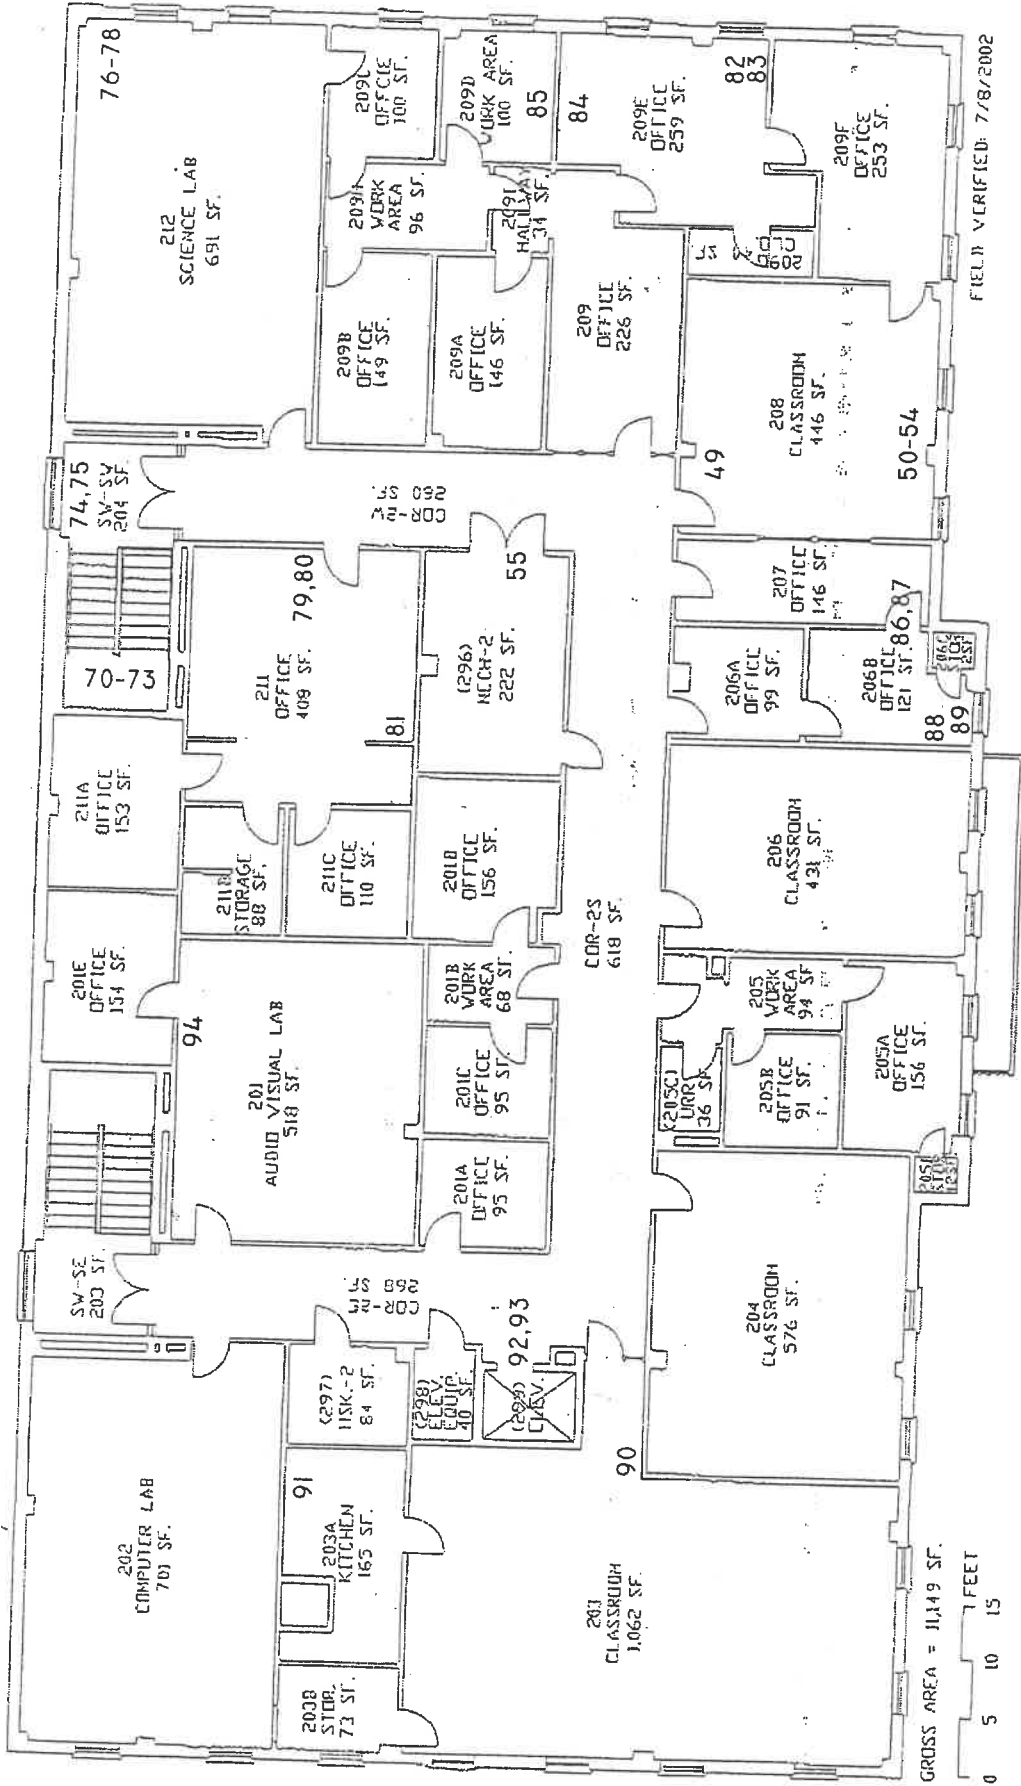 76-78
212
SCIENCE LAB
691 SF.
209C
OFFICE
100 SF.
209D
WORK AREA
100 SF.
85
84
82
83
209E
OFFICE
259 SF.
209F
OFFICE
253 SF.
209H
WORK
AREA
96 SF.
209I
HALLWAY
34 SF.
209B
OFFICE
149 SF.
209A
OFFICE
146 SF.
209
OFFICE
226 SF.
FIELD VERIFIED: 7/8/2002
74,75
SW-SW
204 SF.
COR-2W
260 SF.
49
208
CLASSROOM
446 SF.
50-54
70-73
211
OFFICE
409 SF.
79,80
81
(296)
MECH-2
222 SF.
55
207
OFFICE
146 SF.
206A
OFFICE
99 SF.
206B
OFFICE
121 SF.
86,87
88
89
211A
OFFICE
153 SF.
211B
STORAGE
88 SF.
211C
OFFICE
110 SF.
201D
OFFICE
156 SF.
206
CLASSROOM
431 SF.
COR-2S
618 SF.
201E
OFFICE
154 SF.
94
201
AUDIO VISUAL LAB
518 SF.
201B
WORK
AREA
68 SF.
201C
OFFICE
95 SF.
201A
OFFICE
95 SF.
205
WORK
AREA
94 SF
(205C)
URR
36 SF
205B
OFFICE
91 SF.
205A
OFFICE
156 SF.
SW-SE
203 SF.
COR-2E
268 SF.
92,93
204
CLASSROOM
576 SF.
202
COMPUTER LAB
701 SF.
(297)
HSK.-2
84 SF.
(298)
ELEV.
EQUIP.
40 SF.
(299)
ELEV.
90
91
203A
KITCHEN
165 SF.
203
CLASSROOM
1,062 SF.
203B
STOR.
73 SF.
GROSS AREA = 11,149 SF.
0 5 10 15 FEET